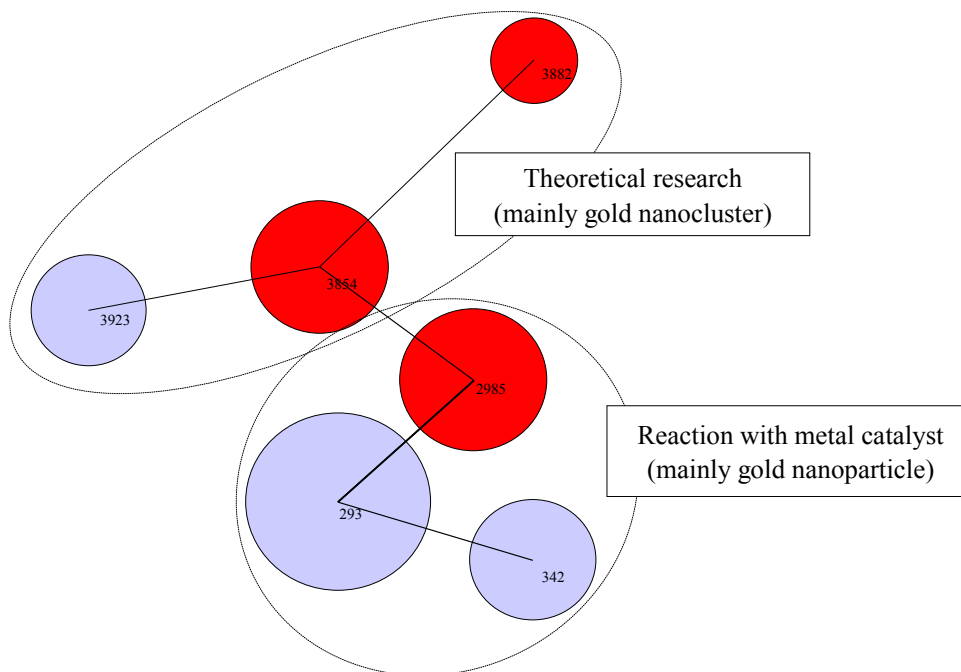 3882
Theoretical research
(mainly gold nanocluster)
3854
3923
2985
Reaction with metal catalyst
(mainly gold nanoparticle)
293
342